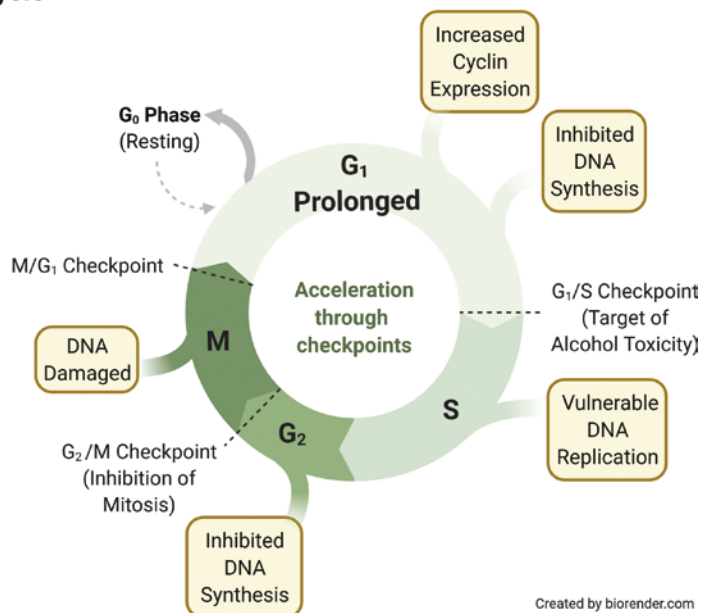 Increased
Cyclin
Expression
G₀ Phase
(Resting)
Inhibited
DNA
Synthesis
G₁
Prolonged
M/G₁ Checkpoint
Acceleration
through
checkpoints
G₁/S Checkpoint
(Target of
Alcohol Toxicity)
DNA
Damaged
M
S
Vulnerable
DNA
Replication
G₂
G₂/M Checkpoint
(Inhibition of
Mitosis)
Inhibited
DNA
Synthesis
Created by biorender.com